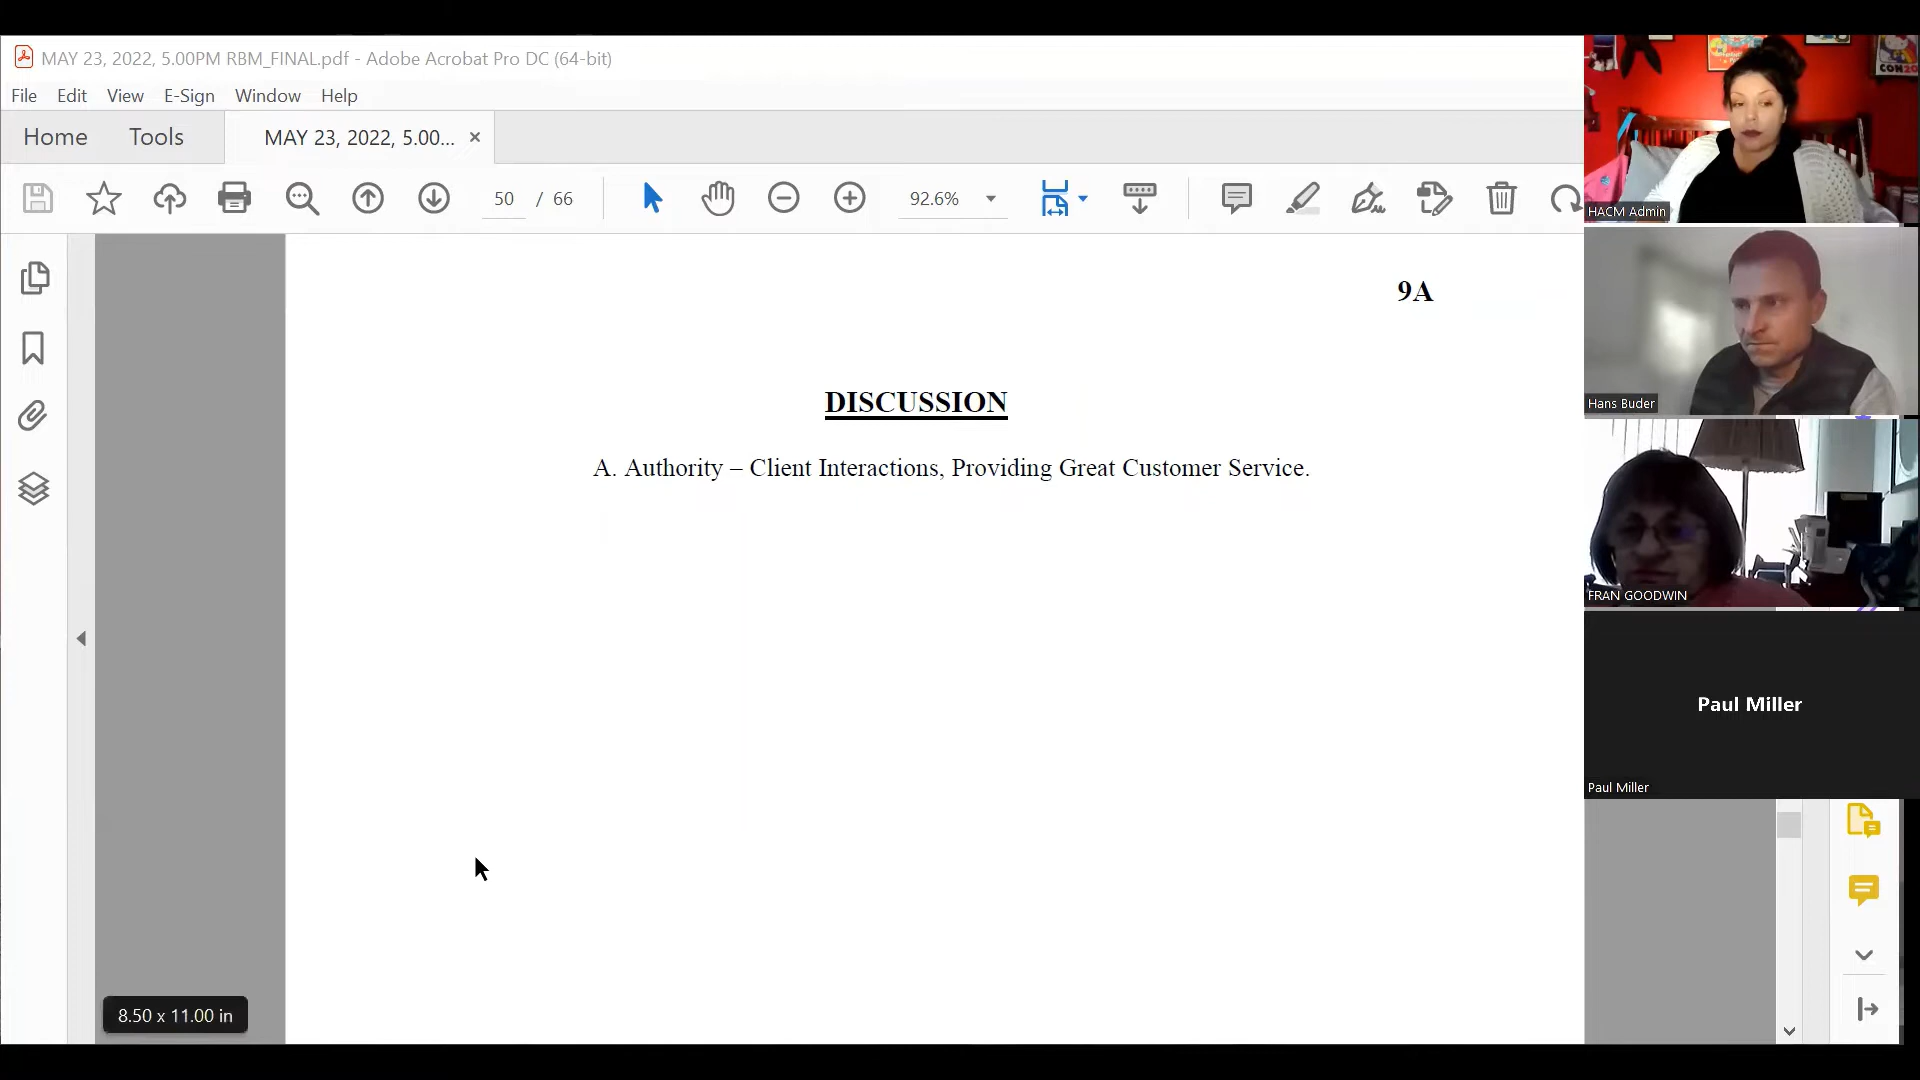 MAY 23, 2022, 5.00PM RBM_FINAL.pdf - Adobe Acrobat Pro DC (64-bit)
File Edit View E-Sign Window Help
Home Tools MAY 23, 2022, 5.00... ×
50 / 66 92.6%
9A
DISCUSSION
A. Authority – Client Interactions, Providing Great Customer Service.
8.50 x 11.00 in
CON20
HACM Admin
Hans Buder
FRAN GOODWIN
Paul Miller
Paul Miller